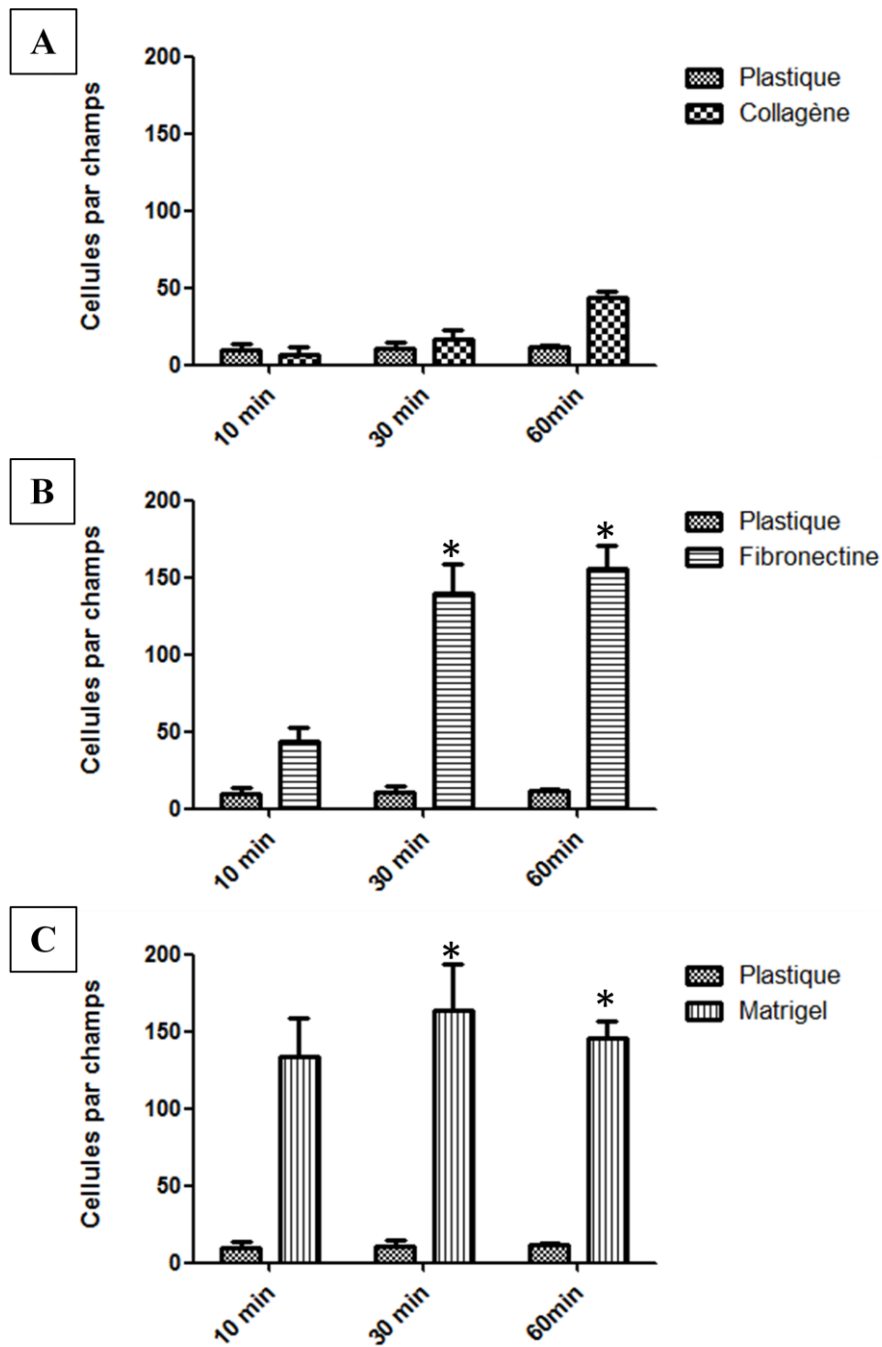 A
Cellules par champs
200
150
100
50
0
10 min
30 min
60min
Plastique
Collagène
B
Cellules par champs
200
150
100
50
0
*
*
10 min
30 min
60min
Plastique
Fibronectine
C
Cellules par champs
200
150
100
50
0
*
*
10 min
30 min
60min
Plastique
Matrigel